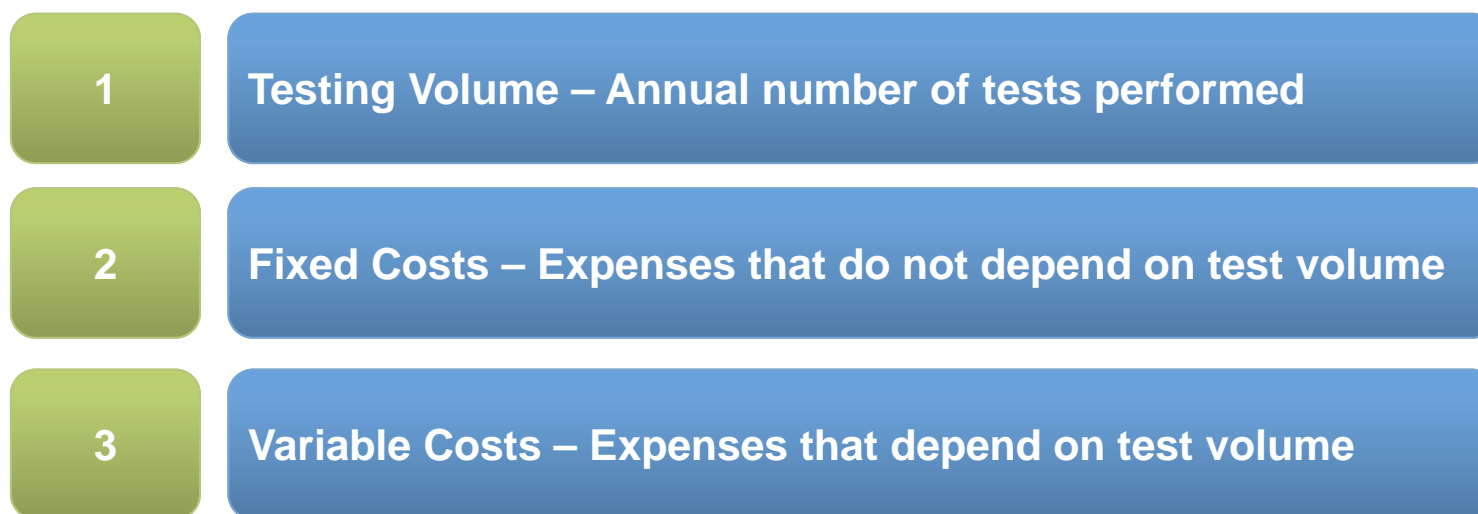 1
Testing Volume – Annual number of tests performed
2
Fixed Costs – Expenses that do not depend on test volume
3
Variable Costs – Expenses that depend on test volume